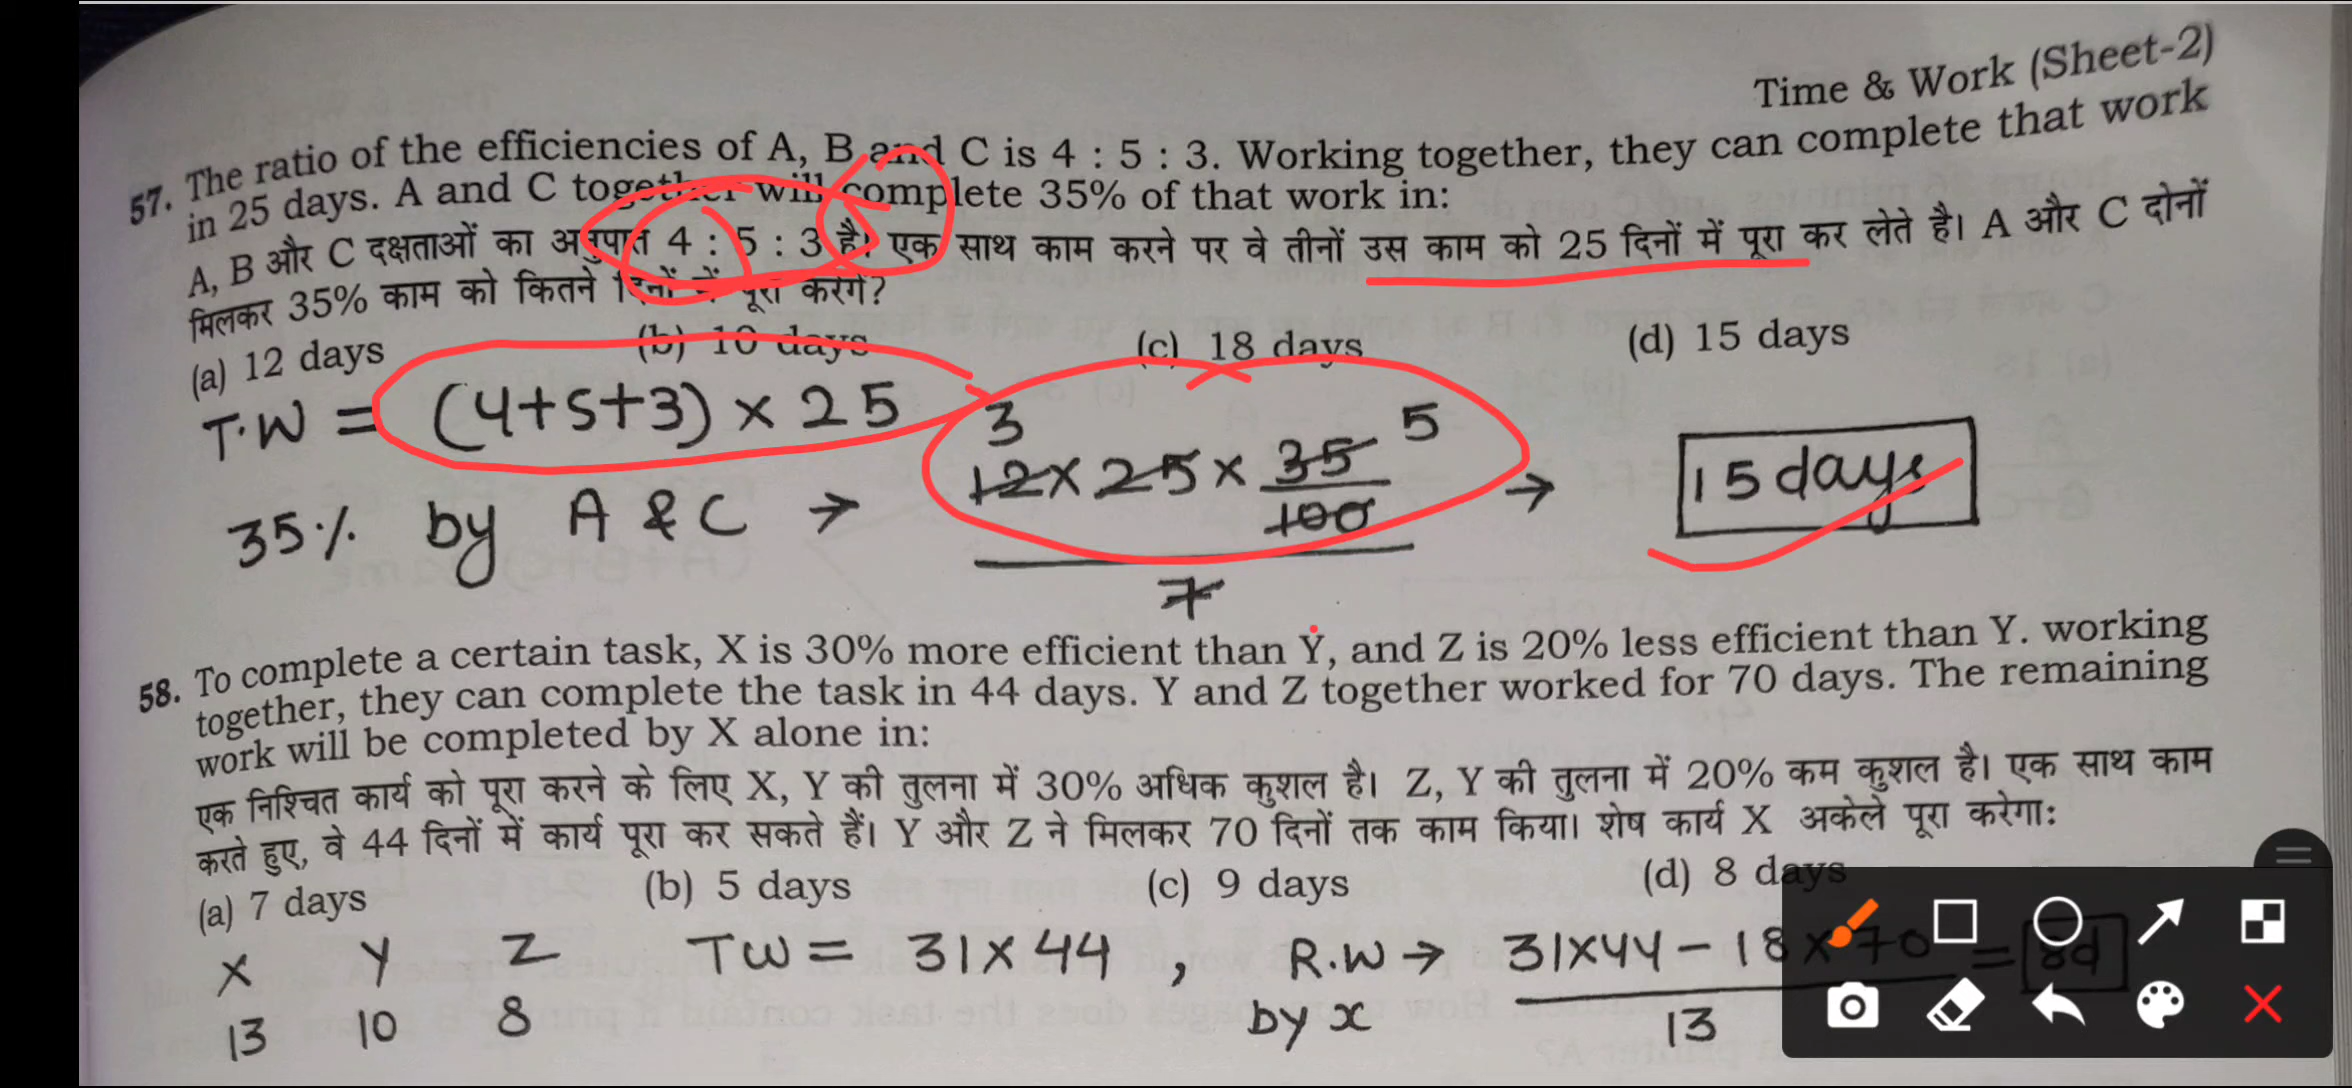 Time & Work (Sheet-2)
57. The ratio of the efficiencies of A, B and C is 4 : 5 : 3. Working together, they can complete that work
in 25 days. A and C together will complete 35% of that work in:
A, B और C दक्षताओं का अनुपात 4 : 5 : 3 है। एक साथ काम करने पर वे तीनों उस काम को 25 दिनों में पूरा कर लेते है। A और C दोनों
मिलकर 35% काम को कितने दिनों में पूरा करेंगें?
(a) 12 days (b) 10 days (c) 18 days (d) 15 days
T.W = (4+5+3) × 25
35% by A & C → 3 12 × 25 × 35 5 → 15 days
100
7
58. To complete a certain task, X is 30% more efficient than Y, and Z is 20% less efficient than Y. working
together, they can complete the task in 44 days. Y and Z together worked for 70 days. The remaining
work will be completed by X alone in:
एक निश्चित कार्य को पूरा करने के लिए X, Y की तुलना में 30% अधिक कुशल है। Z, Y की तुलना में 20% कम कुशल है। एक साथ काम
करते हुए, वे 44 दिनों में कार्य पूरा कर सकते हैं। Y और Z ने मिलकर 70 दिनों तक काम किया। शेष कार्य X अकेले पूरा करेगाः
(a) 7 days (b) 5 days (c) 9 days (d) 8 days
X Y Z TW = 31×44 , R.W → 31×44 - 18×70 = 8d
13 10 8 by x 13